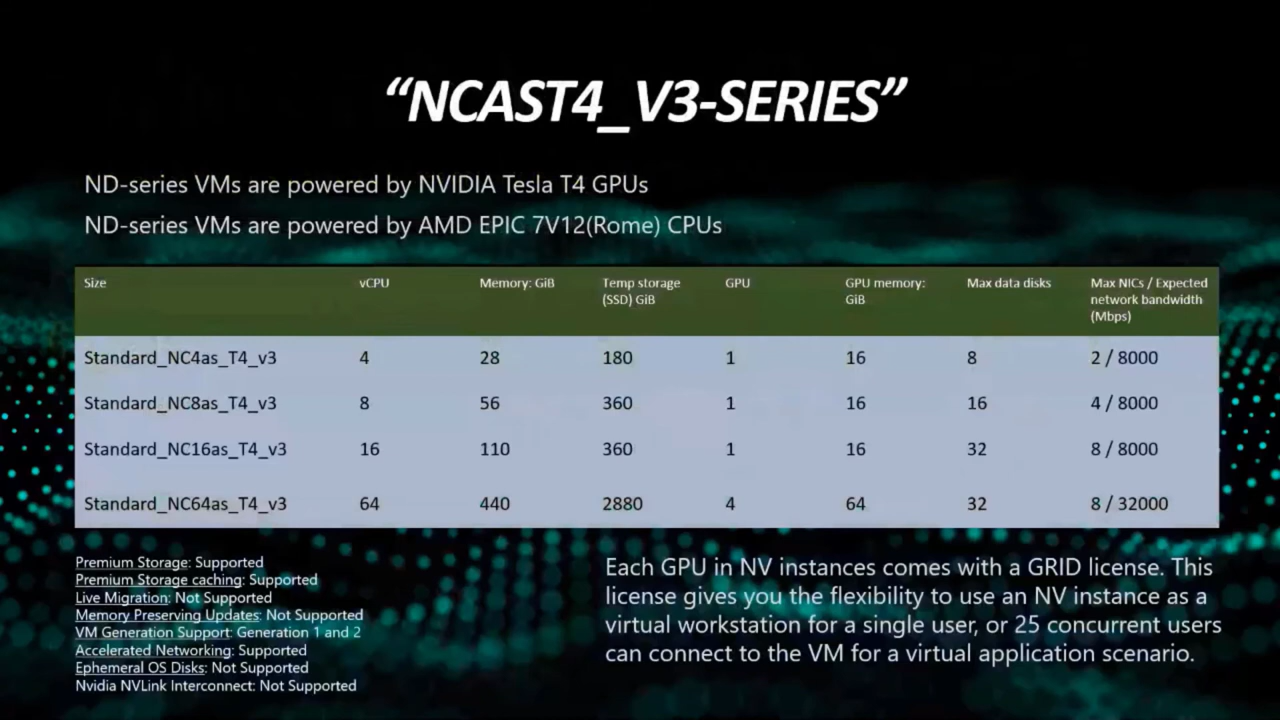 “NCAST4_V3-SERIES”
ND-series VMs are powered by NVIDIA Tesla T4 GPUs
ND-series VMs are powered by AMD EPIC 7V12(Rome) CPUs
Size vCPU Memory: GiB Temp storage (SSD) GiB GPU GPU memory: GiB Max data disks Max NICs / Expected network bandwidth (Mbps)
Standard_NC4as_T4_v3 4 28 180 1 16 8 2 / 8000
Standard_NC8as_T4_v3 8 56 360 1 16 16 4 / 8000
Standard_NC16as_T4_v3 16 110 360 1 16 32 8 / 8000
Standard_NC64as_T4_v3 64 440 2880 4 64 32 8 / 32000
Premium Storage: Supported
Premium Storage caching: Supported
Live Migration: Not Supported
Memory Preserving Updates: Not Supported
VM Generation Support: Generation 1 and 2
Accelerated Networking: Supported
Ephemeral OS Disks: Not Supported
Nvidia NVLink Interconnect: Not Supported
Each GPU in NV instances comes with a GRID license. This
license gives you the flexibility to use an NV instance as a
virtual workstation for a single user, or 25 concurrent users
can connect to the VM for a virtual application scenario.